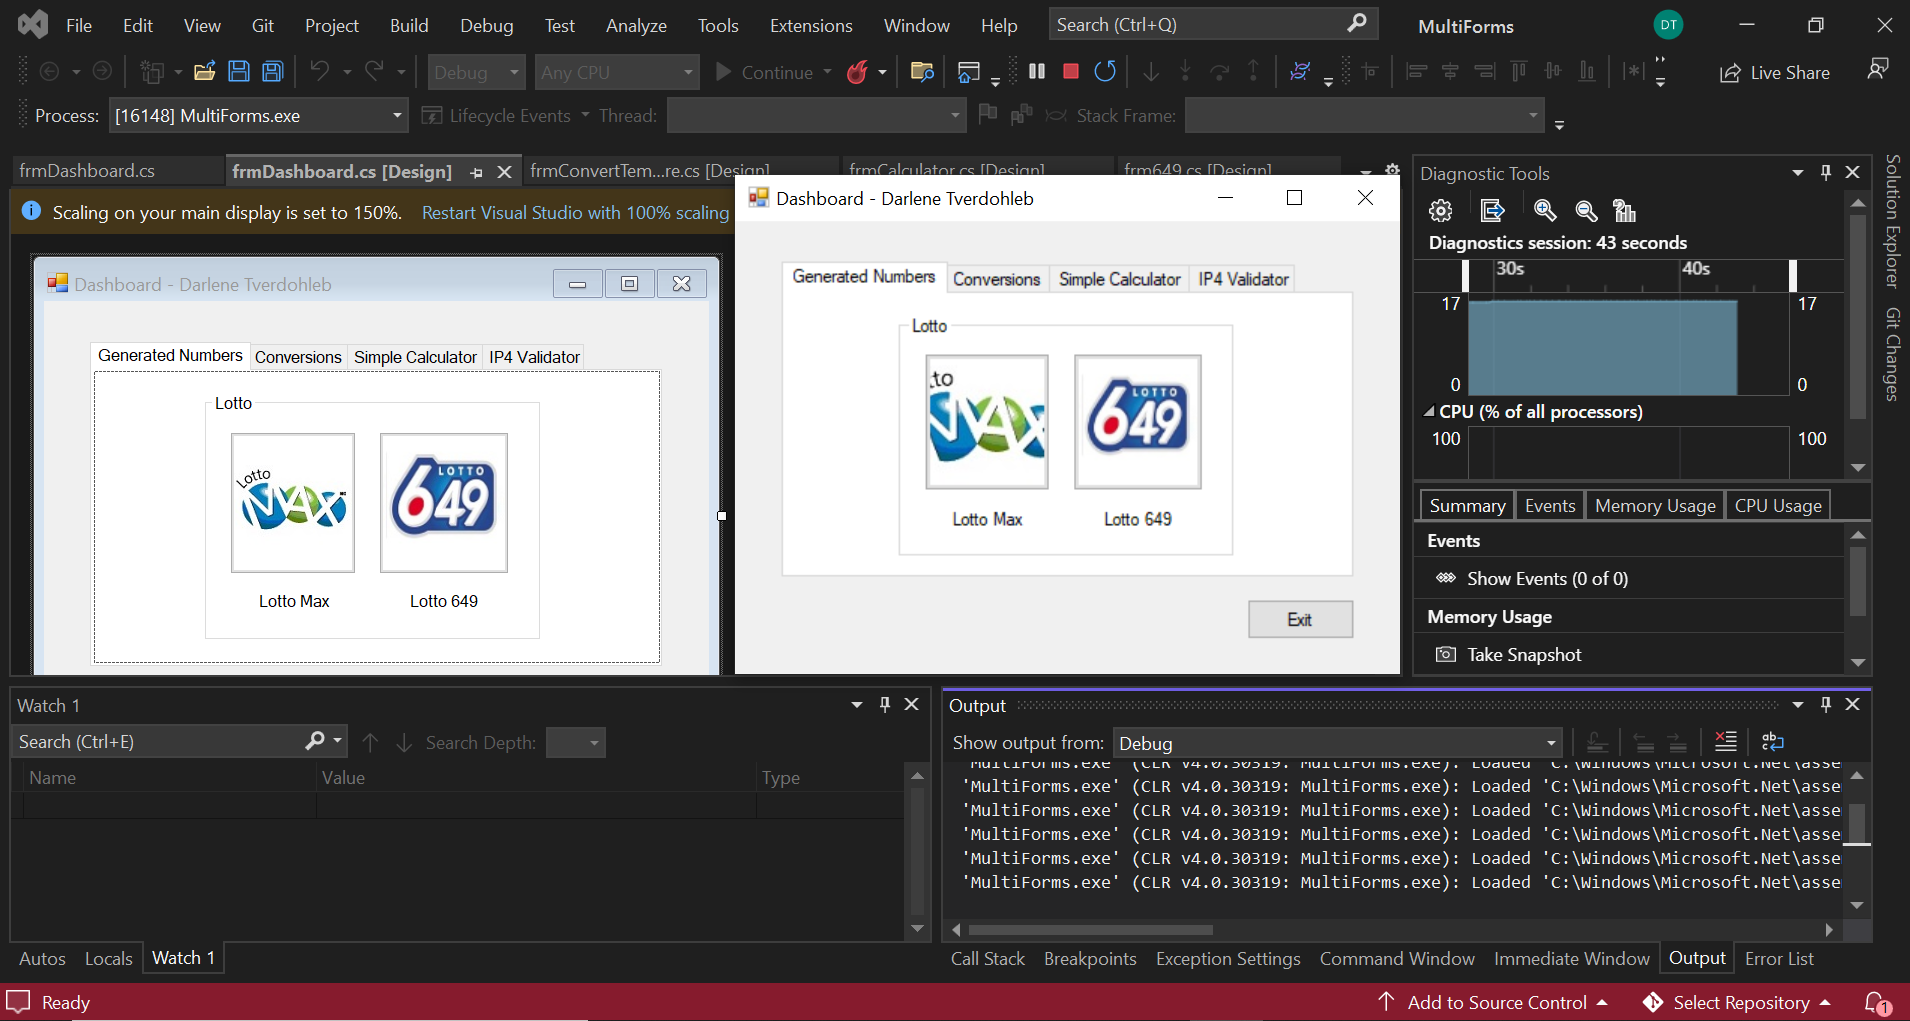 File Edit View Git Project Build Debug Test Analyze Tools Extensions Window Help Search (Ctrl+Q) MultiForms DT
Debug Any CPU Continue Live Share
Process: [16148] MultiForms.exe Lifecycle Events Thread: Stack Frame:
frmDashboard.cs frmDashboard.cs [Design] frmConvertTem...re.cs [Design] frmCalculator.cs [Design] frm649.cs [Design]
Scaling on your main display is set to 150%. Restart Visual Studio with 100% scaling
Dashboard - Darlene Tverdohleb
Generated Numbers Conversions Simple Calculator IP4 Validator
Lotto
Lotto MAX
LOTTO 649
Lotto Max Lotto 649
Dashboard - Darlene Tverdohleb
Generated Numbers Conversions Simple Calculator IP4 Validator
Lotto
tto MAX
LOTTO 649
Lotto Max Lotto 649
Exit
Diagnostic Tools
Diagnostics session: 43 seconds
30s 40s
17 17
0 0
CPU (% of all processors)
100 100
Summary Events Memory Usage CPU Usage
Events
Show Events (0 of 0)
Memory Usage
Take Snapshot
Solution Explorer
Git Changes
Watch 1
Search (Ctrl+E) Search Depth:
Name Value Type
Autos Locals Watch 1
Output
Show output from: Debug
'MultiForms.exe' (CLR v4.0.30319: MultiForms.exe): Loaded 'C:\Windows\Microsoft.Net\asse
'MultiForms.exe' (CLR v4.0.30319: MultiForms.exe): Loaded 'C:\Windows\Microsoft.Net\asse
'MultiForms.exe' (CLR v4.0.30319: MultiForms.exe): Loaded 'C:\Windows\Microsoft.Net\asse
'MultiForms.exe' (CLR v4.0.30319: MultiForms.exe): Loaded 'C:\Windows\Microsoft.Net\asse
'MultiForms.exe' (CLR v4.0.30319: MultiForms.exe): Loaded 'C:\Windows\Microsoft.Net\asse
'MultiForms.exe' (CLR v4.0.30319: MultiForms.exe): Loaded 'C:\Windows\Microsoft.Net\asse
Call Stack Breakpoints Exception Settings Command Window Immediate Window Output Error List
Ready Add to Source Control Select Repository 1